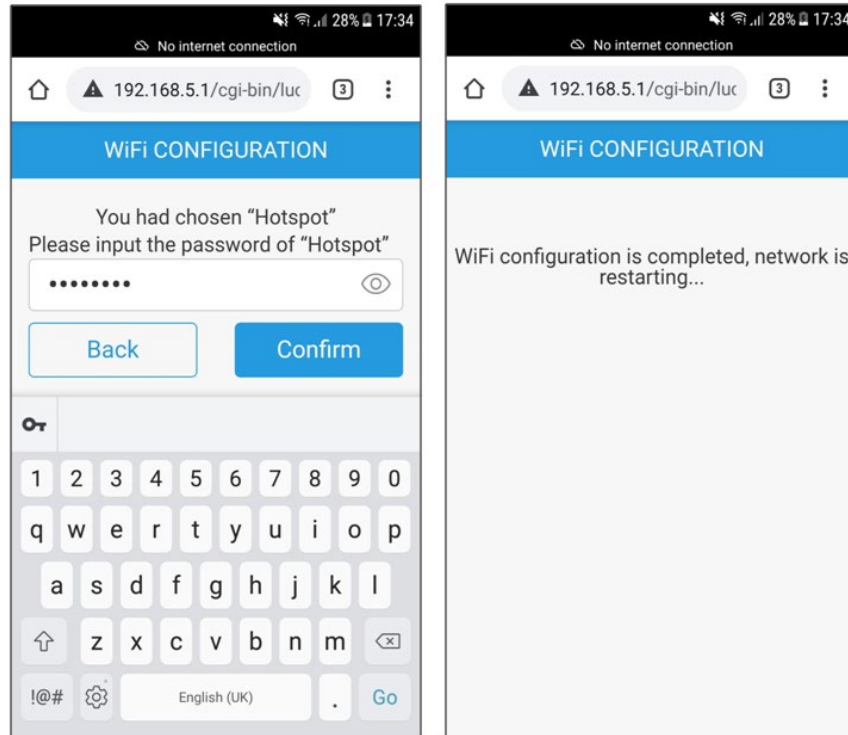 28% 17:34
No internet connection
192.168.5.1/cgi-bin/luc 3
WiFi CONFIGURATION
You had chosen “Hotspot”
Please input the password of “Hotspot”
••••••••
Back Confirm
1 2 3 4 5 6 7 8 9 0
q w e r t y u i o p
a s d f g h j k l
z x c v b n m
!@# English (UK) . Go
28% 17:34
No internet connection
192.168.5.1/cgi-bin/luc 3
WiFi CONFIGURATION
WiFi configuration is completed, network is
restarting...